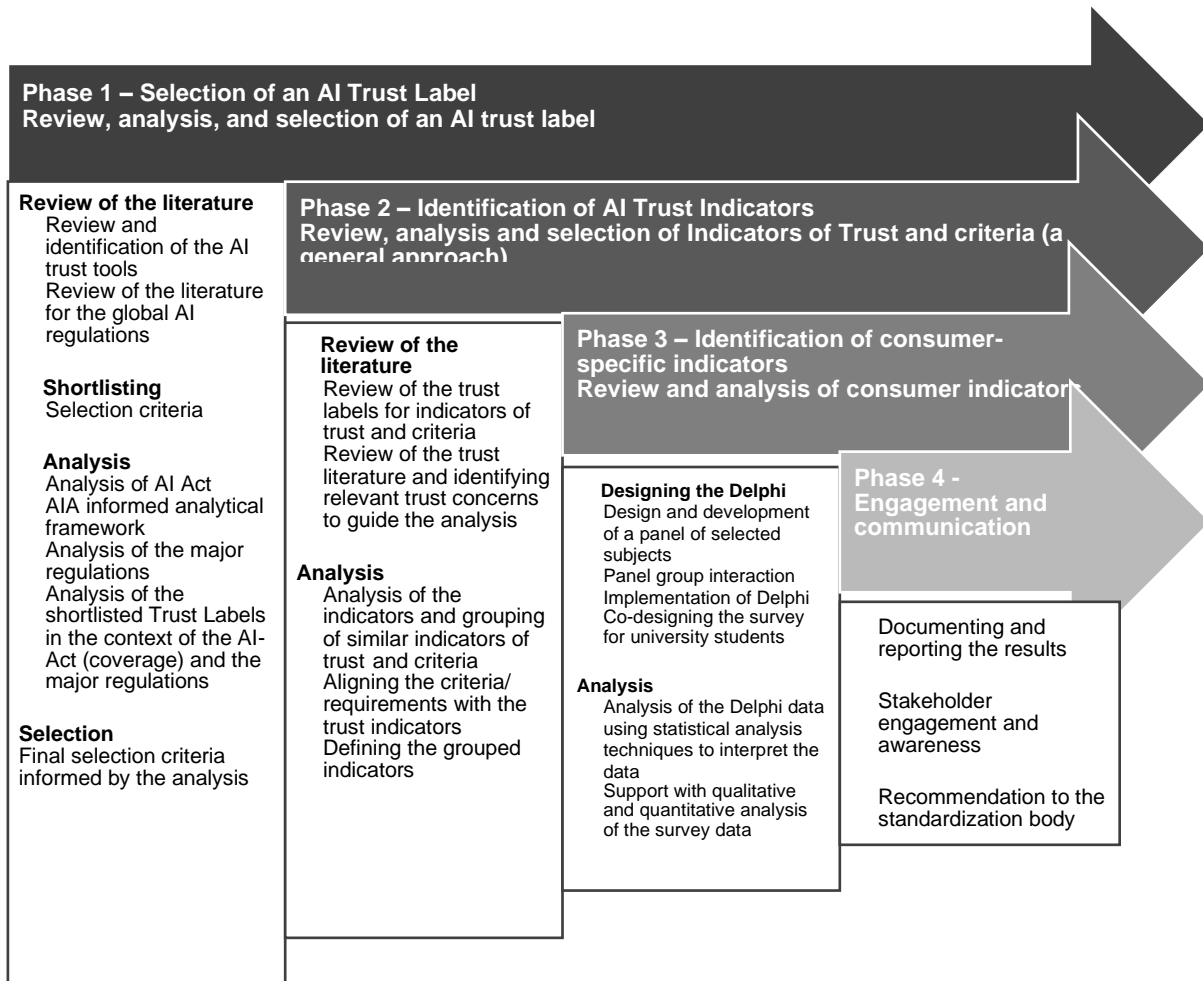 Phase 1 – Selection of an AI Trust Label
Review, analysis, and selection of an AI trust label
Review of the literature
Review and
identification of the AI
trust tools
Review of the literature
for the global AI
regulations
Shortlisting
Selection criteria
Analysis
Analysis of AI Act
AIA informed analytical
framework
Analysis of the major
regulations
Analysis of the
shortlisted Trust Labels
in the context of the AI-
Act (coverage) and the
major regulations
Selection
Final selection criteria
informed by the analysis
Phase 2 – Identification of AI Trust Indicators
Review, analysis and selection of Indicators of Trust and criteria (a
general approach)
Review of the
literature
Review of the trust
labels for indicators of
trust and criteria
Review of the trust
literature and identifying
relevant trust concerns
to guide the analysis
Analysis
Analysis of the
indicators and grouping
of similar indicators of
trust and criteria
Aligning the criteria/
requirements with the
trust indicators
Defining the grouped
indicators
Phase 3 – Identification of consumer-
specific indicators
Review and analysis of consumer indicators
Designing the Delphi
Design and development
of a panel of selected
subjects
Panel group interaction
Implementation of Delphi
Co-designing the survey
for university students
Analysis
Analysis of the Delphi data
using statistical analysis
techniques to interpret the
data
Support with qualitative
and quantitative analysis
of the survey data
Phase 4 -
Engagement and
communication
Documenting and
reporting the results
Stakeholder
engagement and
awareness
Recommendation to the
standardization body